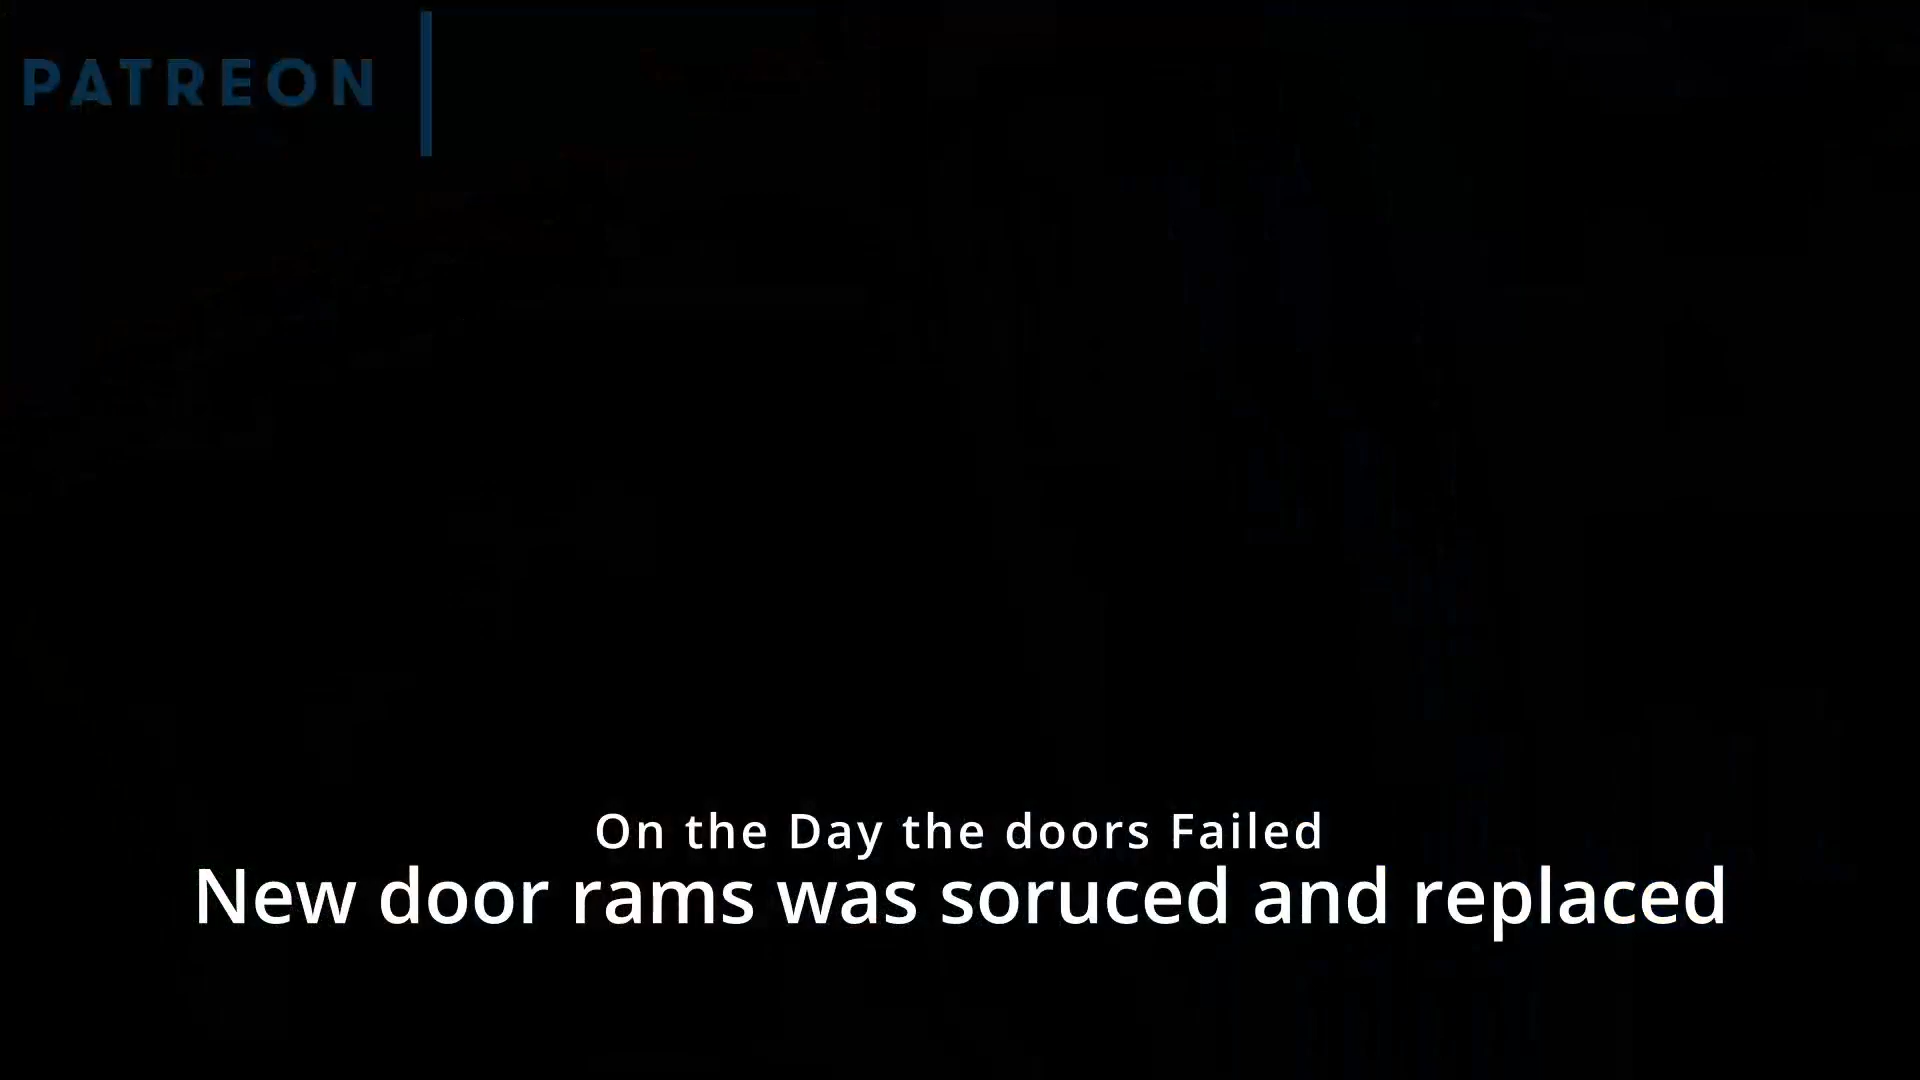 PATREON
On the Day the doors Failed
New door rams was soruced and replaced